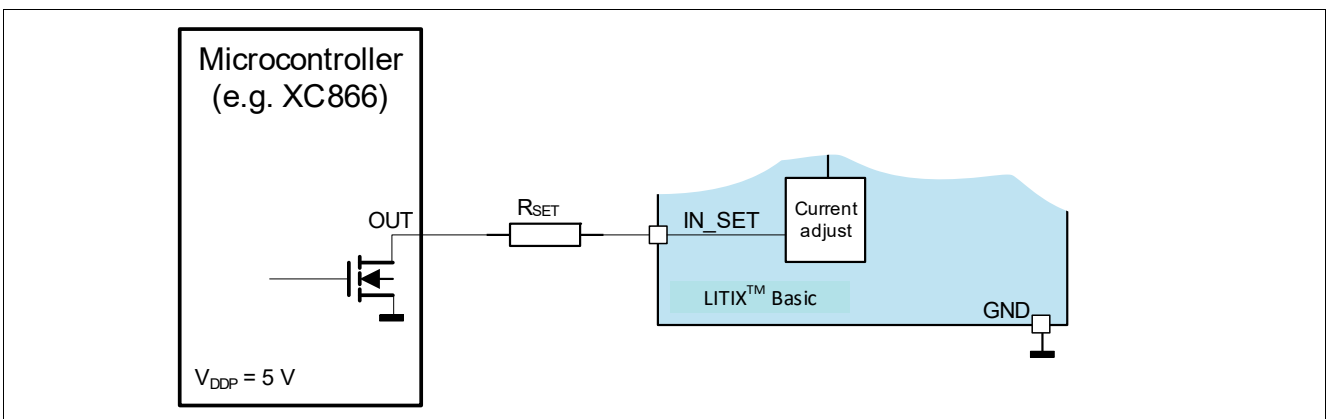 Microcontroller
(e.g. XC866)
OUT
RSET
IN_SET
Current
adjust
LITIX™ Basic
GND
VDDP = 5 V